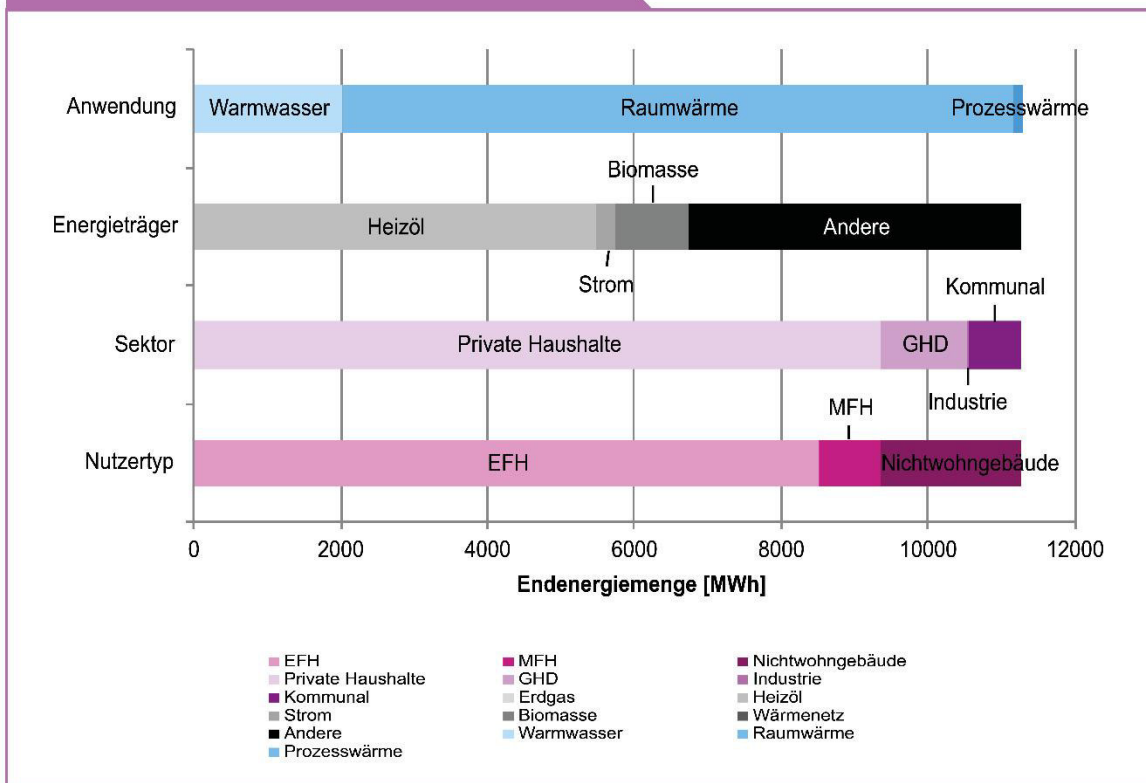 Anwendung
Warmwasser
Raumwärme
Prozesswärme
Biomasse
Energieträger
Heizöl
Andere
Strom
Kommunal
Sektor
Private Haushalte
GHD
Industrie
MFH
Nutzertyp
EFH
Nichtwohngebäude
0 2000 4000 6000 8000 10000 12000
Endenergiemenge [MWh]
EFH MFH Nichtwohngebäude
Private Haushalte GHD Industrie
Kommunal Erdgas Heizöl
Strom Biomasse Wärmenetz
Andere Warmwasser Raumwärme
Prozesswärme